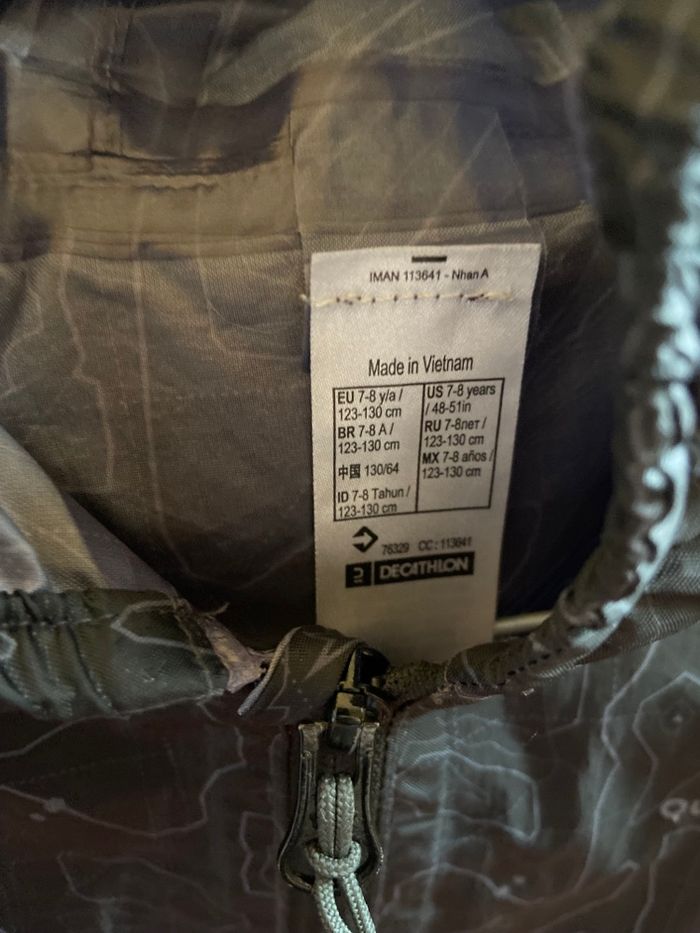 IMAN 113641 - Nhan A
Made in Vietnam
EU 7-8 y/a /
123-130 cm
BR 7-8 A /
123-130 cm
中国 130/64
ID 7-8 Tahun /
123-130 cm
US 7-8 years
/ 48-51in
RU 7-8лет /
123-130 cm
MX 7-8 años /
123-130 cm
76329 CC : 113641
DECATHLON